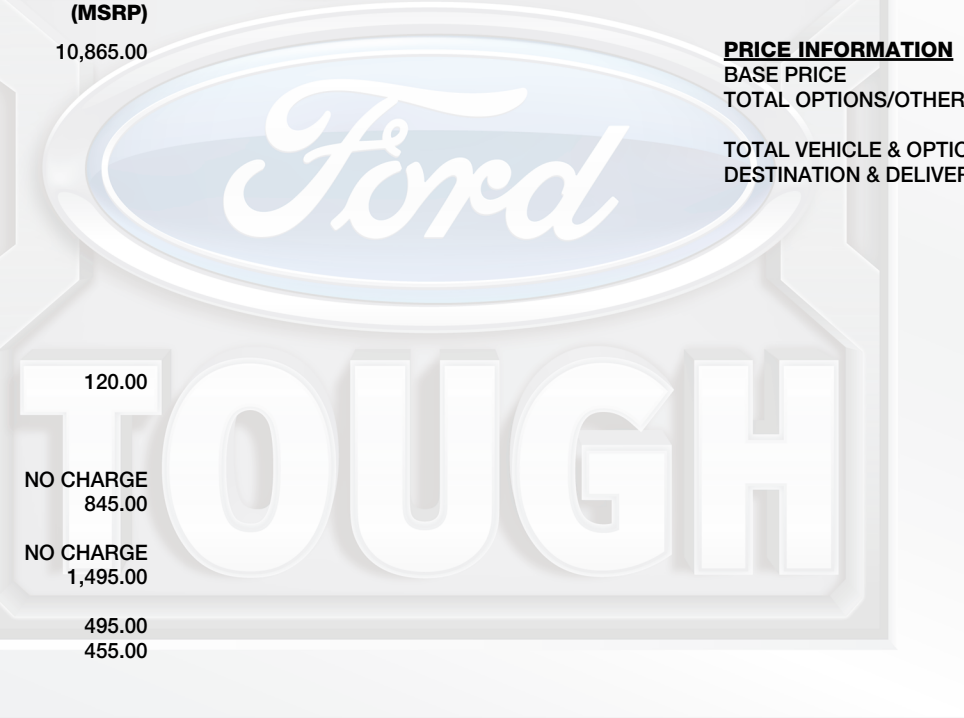 (MSRP)
10,865.00
120.00
NO CHARGE
845.00
NO CHARGE
1,495.00
495.00
455.00
PRICE INFORMATION
BASE PRICE
TOTAL OPTIONS/OTHER
TOTAL VEHICLE & OPTIO
DESTINATION & DELIVER
Ford
TOUGH